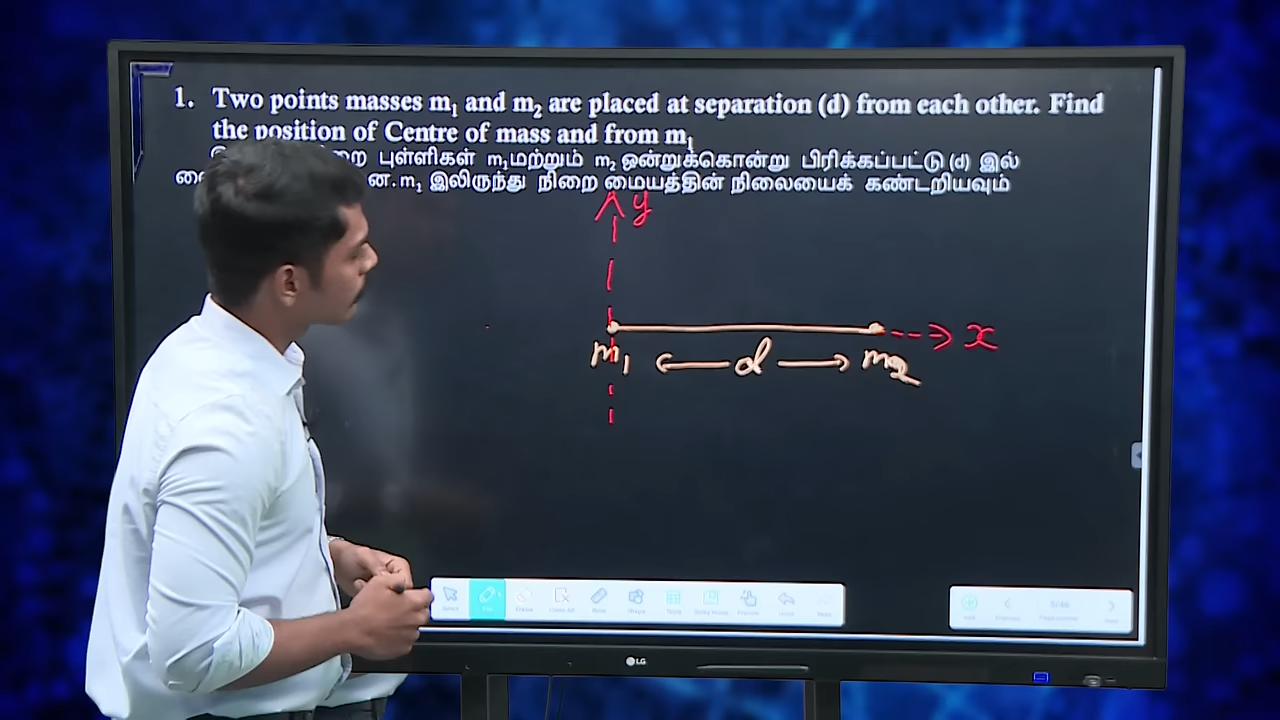 1. Two points masses m₁ and m₂ are placed at separation (d) from each other. Find
the position of Centre of mass and from m₁
புள்ளிகள் m₁மற்றும் m₂ ஒன்றுக்கொன்று பிரிக்கப்பட்டு (d) இல்
m₁ இலிருந்து நிறை மையத்தின் நிலையைக் கண்டறியவும்
y
x
m₁ d m₂
Select
LG